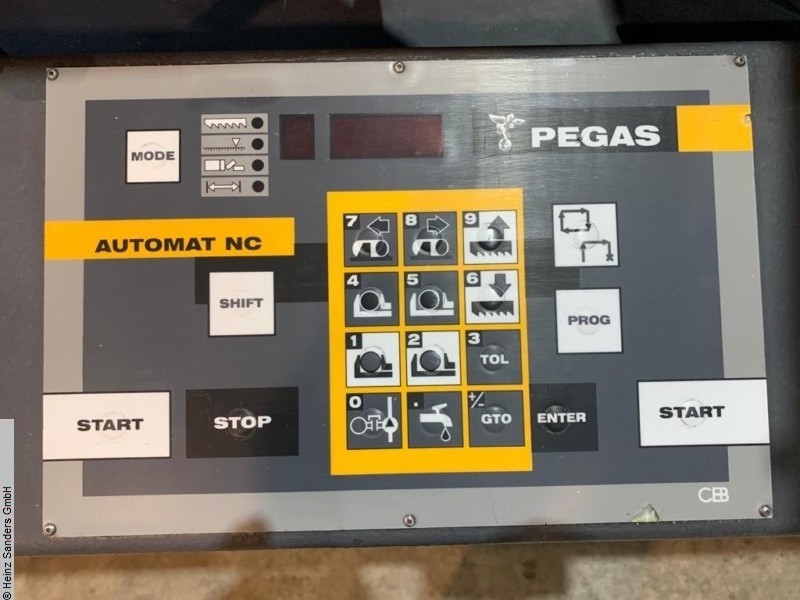 PEGAS
MODE
AUTOMAT NC
7 8 9
4 5 6
SHIFT
PROG
1 2 3
TOL
START
STOP
0 . +/-
GTO
ENTER
START
CEB
© Heinz Sanders GmbH